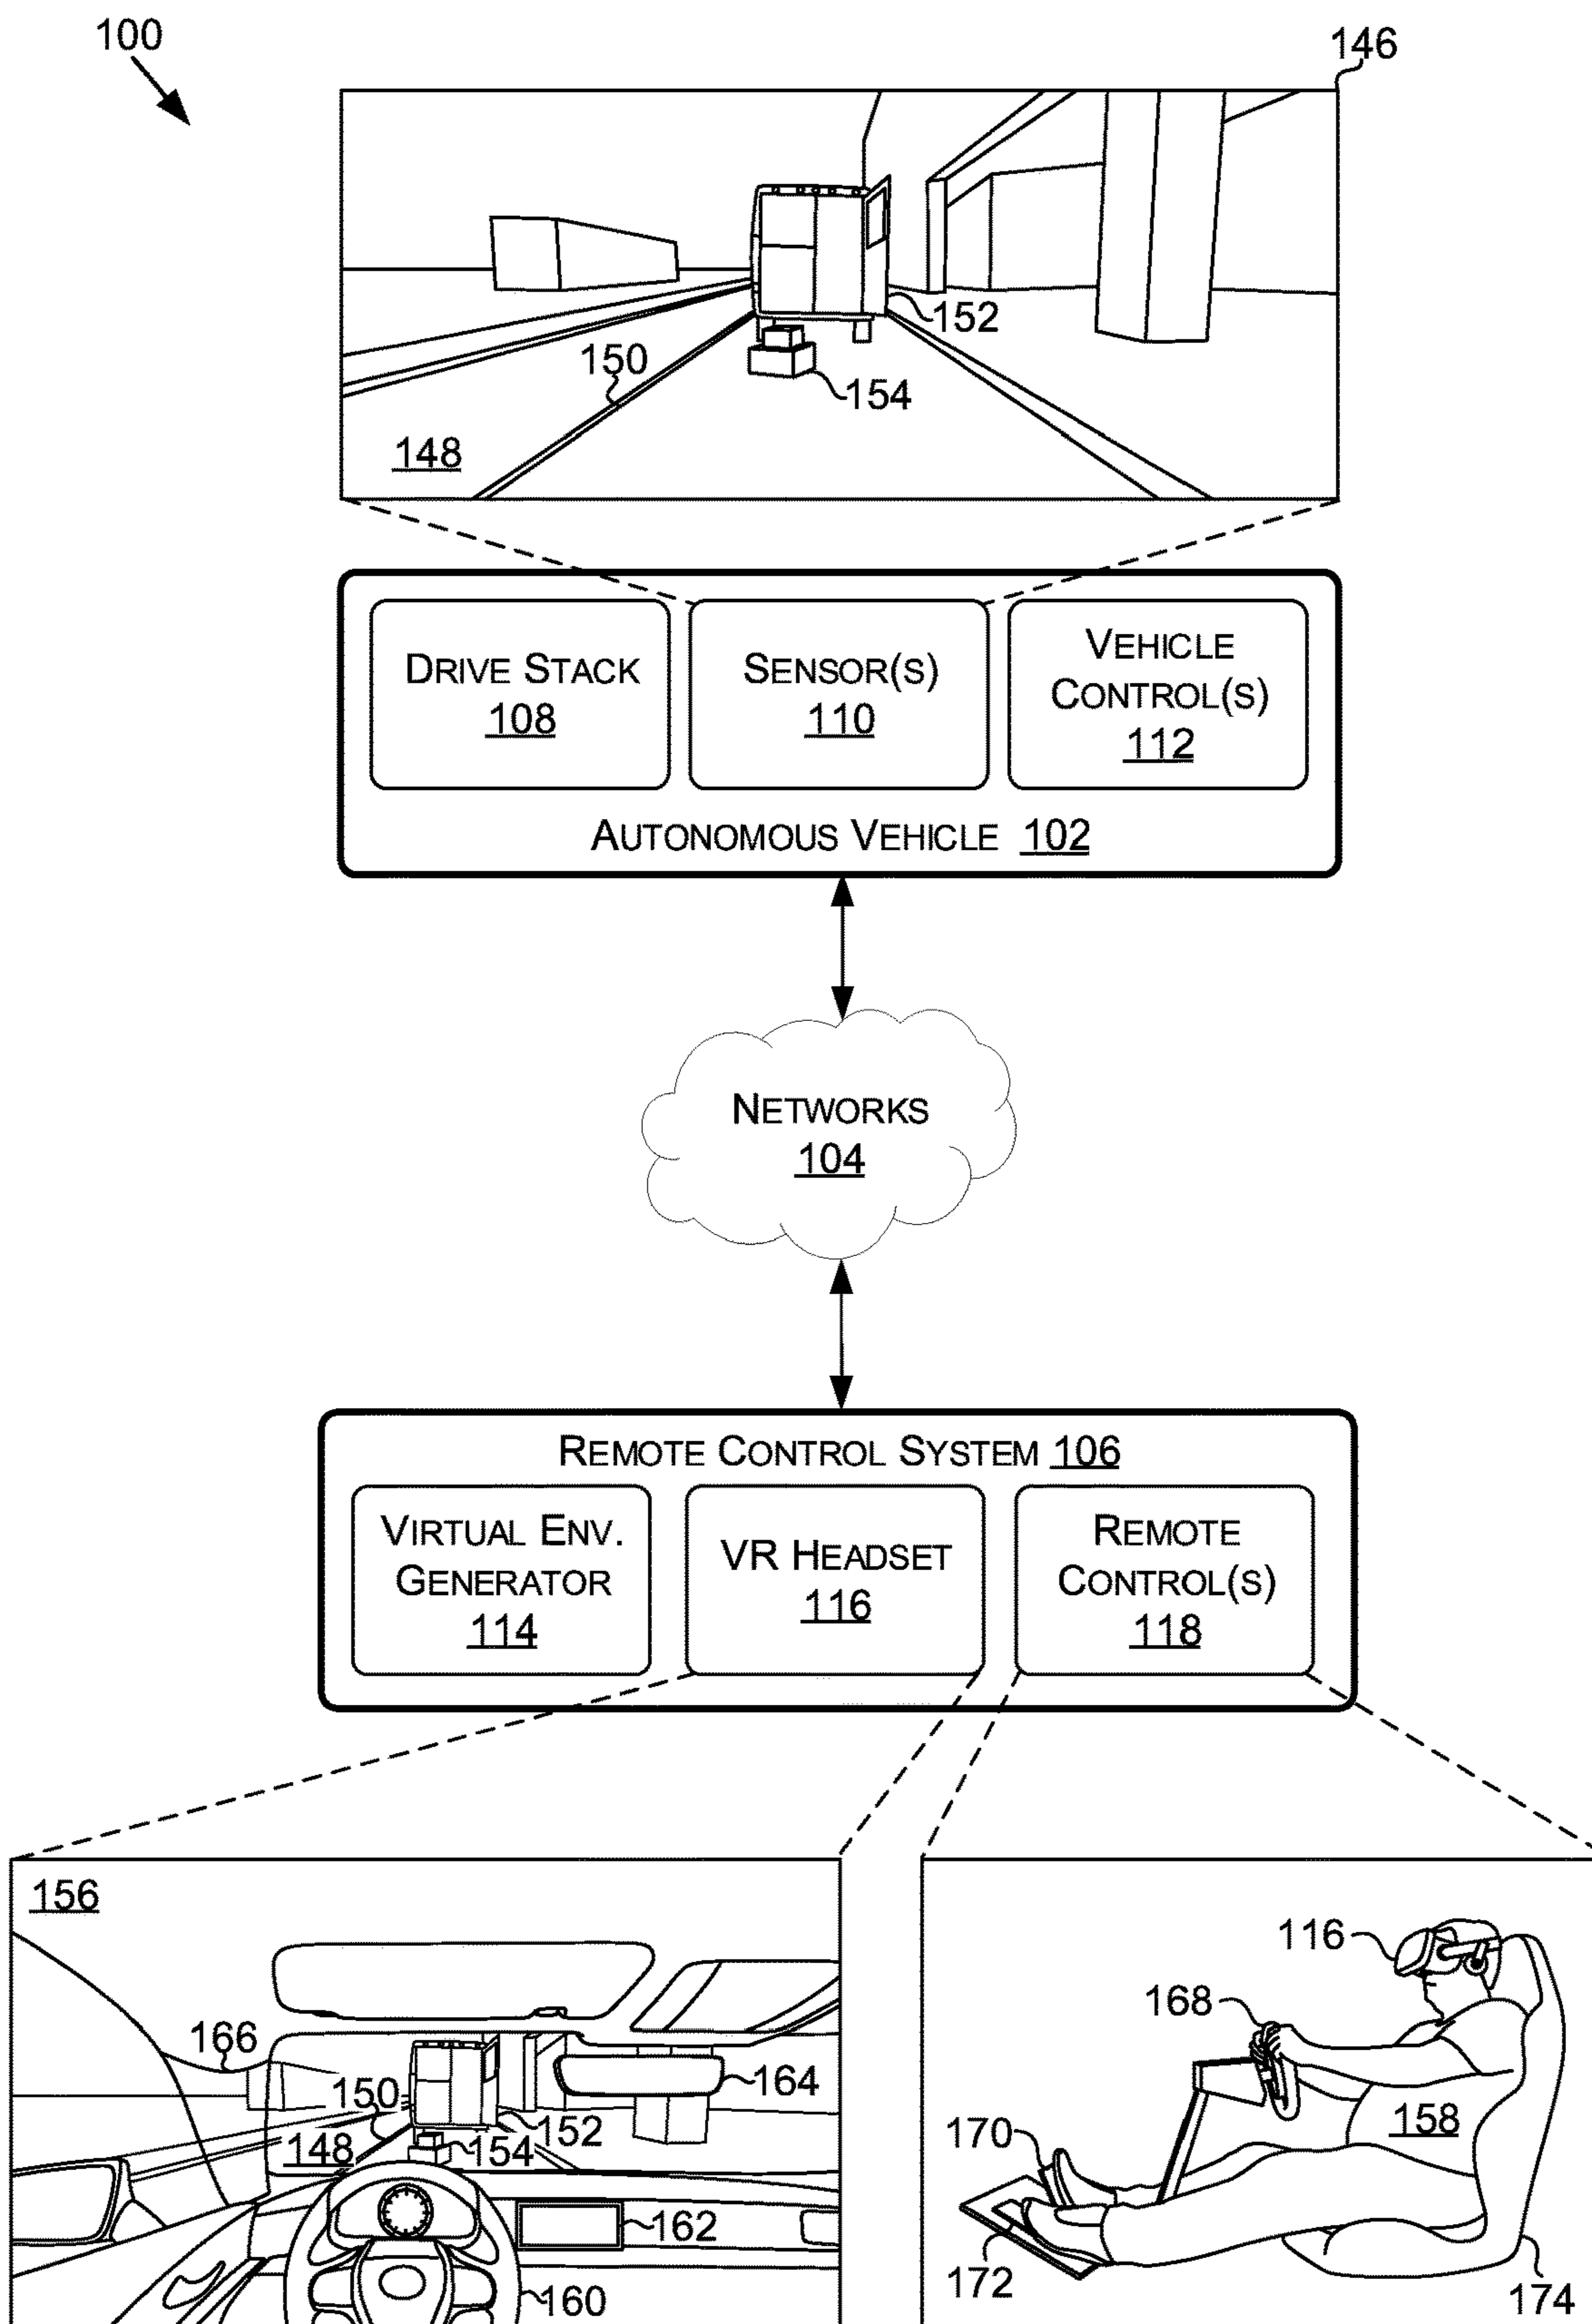 100
146
152
150
154
148
DRIVE STACK
108
SENSOR(S)
110
VEHICLE
CONTROL(S)
112
AUTONOMOUS VEHICLE 102
NETWORKS
104
REMOTE CONTROL SYSTEM 106
VIRTUAL ENV.
GENERATOR
114
VR HEADSET
116
REMOTE
CONTROL(S)
118
156
166
150
164
152
148
154
162
160
116
168
158
170
172
174